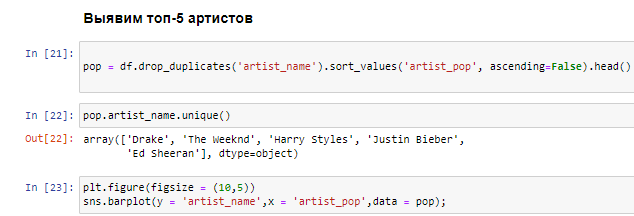 Выявим топ-5 артистов
In [21]:
pop = df.drop_duplicates('artist_name').sort_values('artist_pop', ascending=False).head()
In [22]: pop.artist_name.unique()
Out[22]: array(['Drake', 'The Weeknd', 'Harry Styles', 'Justin Bieber',
'Ed Sheeran'], dtype=object)
In [23]: plt.figure(figsize = (10,5))
sns.barplot(y = 'artist_name',x = 'artist_pop',data = pop);